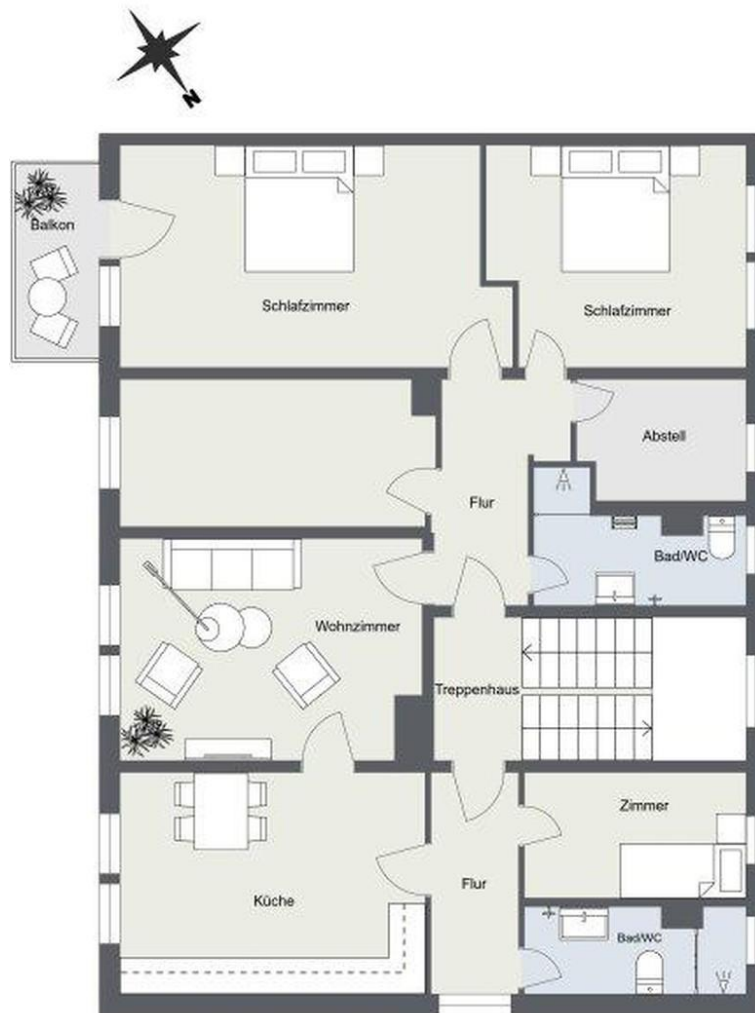 N
Balkon
Schlafzimmer
Schlafzimmer
Abstell
Flur
Bad/WC
Wohnzimmer
Treppenhaus
Zimmer
Küche
Flur
Bad/WC